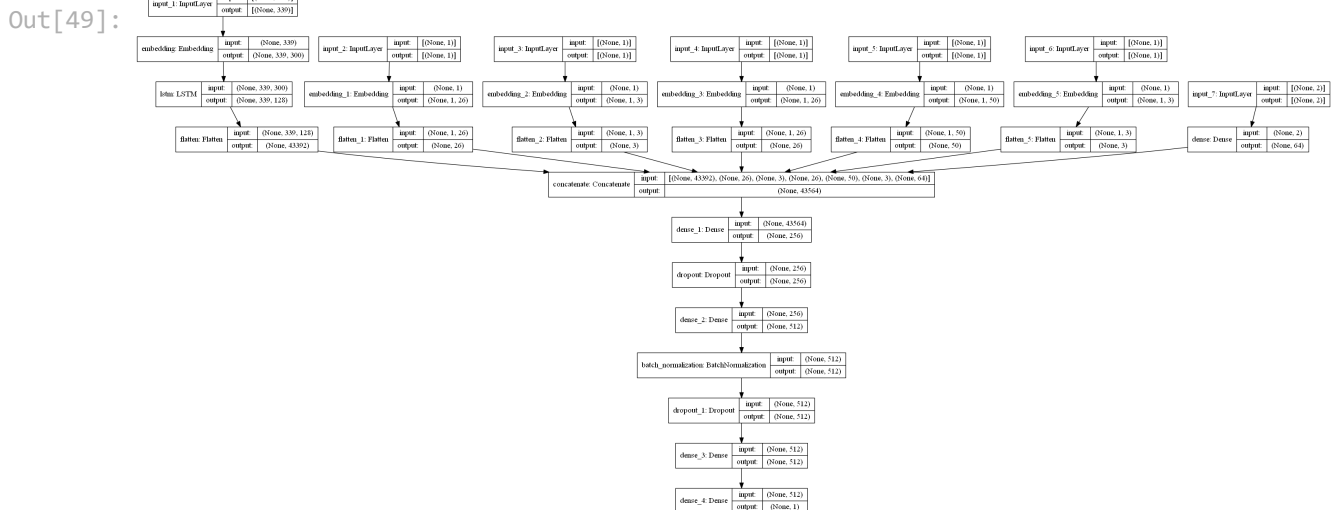 Out[49]:
input_1: InputLayer
output: [(None, 339)]
embedding: Embedding input: (None, 339) output: (None, 339, 300)
input_2: InputLayer input: [(None, 1)] output: [(None, 1)]
input_3: InputLayer input: [(None, 1)] output: [(None, 1)]
input_4: InputLayer input: [(None, 1)] output: [(None, 1)]
input_5: InputLayer input: [(None, 1)] output: [(None, 1)]
input_6: InputLayer input: [(None, 1)] output: [(None, 1)]
lstm: LSTM input: (None, 339, 300) output: (None, 339, 128)
embedding_1: Embedding input: (None, 1) output: (None, 1, 26)
embedding_2: Embedding input: (None, 1) output: (None, 1, 3)
embedding_3: Embedding input: (None, 1) output: (None, 1, 26)
embedding_4: Embedding input: (None, 1) output: (None, 1, 50)
embedding_5: Embedding input: (None, 1) output: (None, 1, 3)
input_7: InputLayer input: [(None, 2)] output: [(None, 2)]
flatten: Flatten input: (None, 339, 128) output: (None, 43392)
flatten_1: Flatten input: (None, 1, 26) output: (None, 26)
flatten_2: Flatten input: (None, 1, 3) output: (None, 3)
flatten_3: Flatten input: (None, 1, 26) output: (None, 26)
flatten_4: Flatten input: (None, 1, 50) output: (None, 50)
flatten_5: Flatten input: (None, 1, 3) output: (None, 3)
dense: Dense input: (None, 2) output: (None, 64)
concatenate: Concatenate input: [(None, 43392), (None, 26), (None, 3), (None, 26), (None, 50), (None, 3), (None, 64)]
output: (None, 43564)
dense_1: Dense input: (None, 43564) output: (None, 256)
dropout: Dropout input: (None, 256) output: (None, 256)
dense_2: Dense input: (None, 256) output: (None, 512)
batch_normalization: BatchNormalization input: (None, 512) output: (None, 512)
dropout_1: Dropout input: (None, 512) output: (None, 512)
dense_3: Dense input: (None, 512) output: (None, 512)
dense_4: Dense input: (None, 512) output: (None, 1)